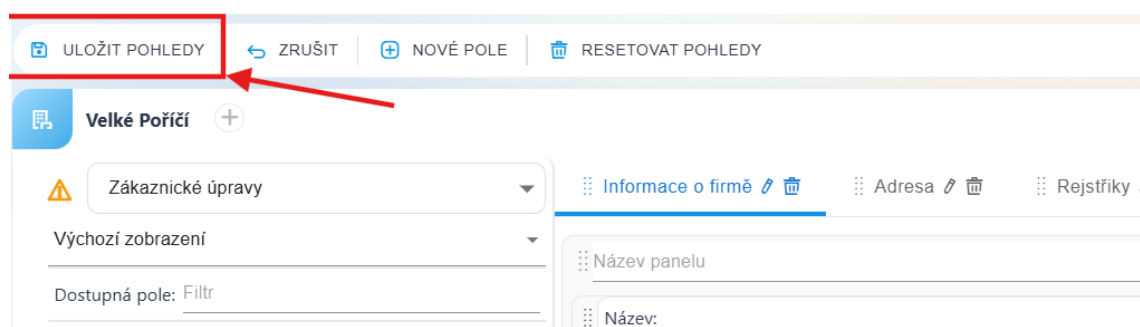 ULOŽIT POHLEDY ZRUŠIT NOVÉ POLE RESETOVAT POHLEDY
Velké Poříčí
Zákaznické úpravy
Informace o firmě Adresa Rejstřiky
Výchozí zobrazení
Název panelu
Dostupná pole: Filtr
Název: